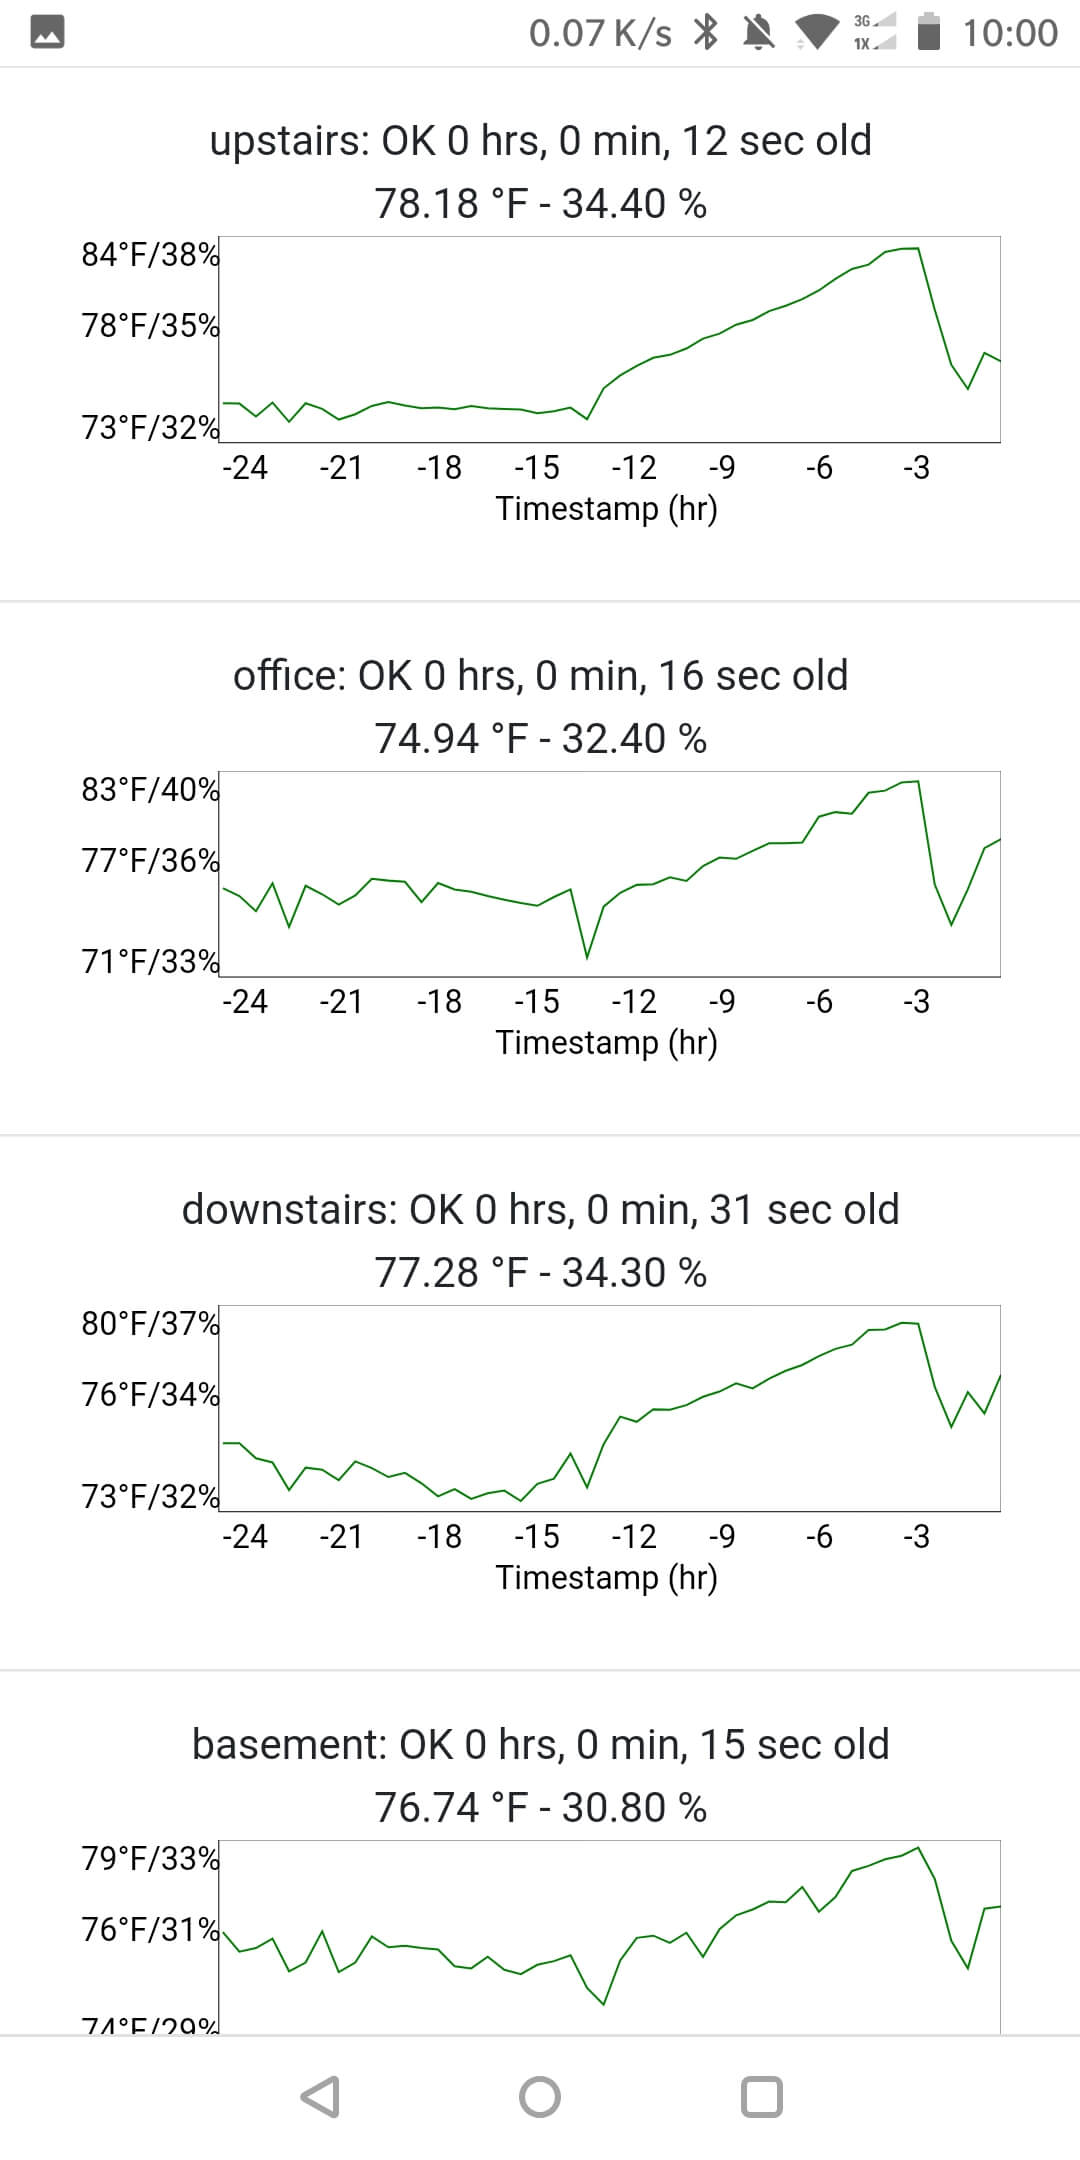 0.07 K/s 3G 1X 10:00
upstairs: OK 0 hrs, 0 min, 12 sec old
78.18 °F - 34.40 %
84°F/38%
78°F/35%
73°F/32%
-24 -21 -18 -15 -12 -9 -6 -3
Timestamp (hr)
office: OK 0 hrs, 0 min, 16 sec old
74.94 °F - 32.40 %
83°F/40%
77°F/36%
71°F/33%
-24 -21 -18 -15 -12 -9 -6 -3
Timestamp (hr)
downstairs: OK 0 hrs, 0 min, 31 sec old
77.28 °F - 34.30 %
80°F/37%
76°F/34%
73°F/32%
-24 -21 -18 -15 -12 -9 -6 -3
Timestamp (hr)
basement: OK 0 hrs, 0 min, 15 sec old
76.74 °F - 30.80 %
79°F/33%
76°F/31%
74°F/29%